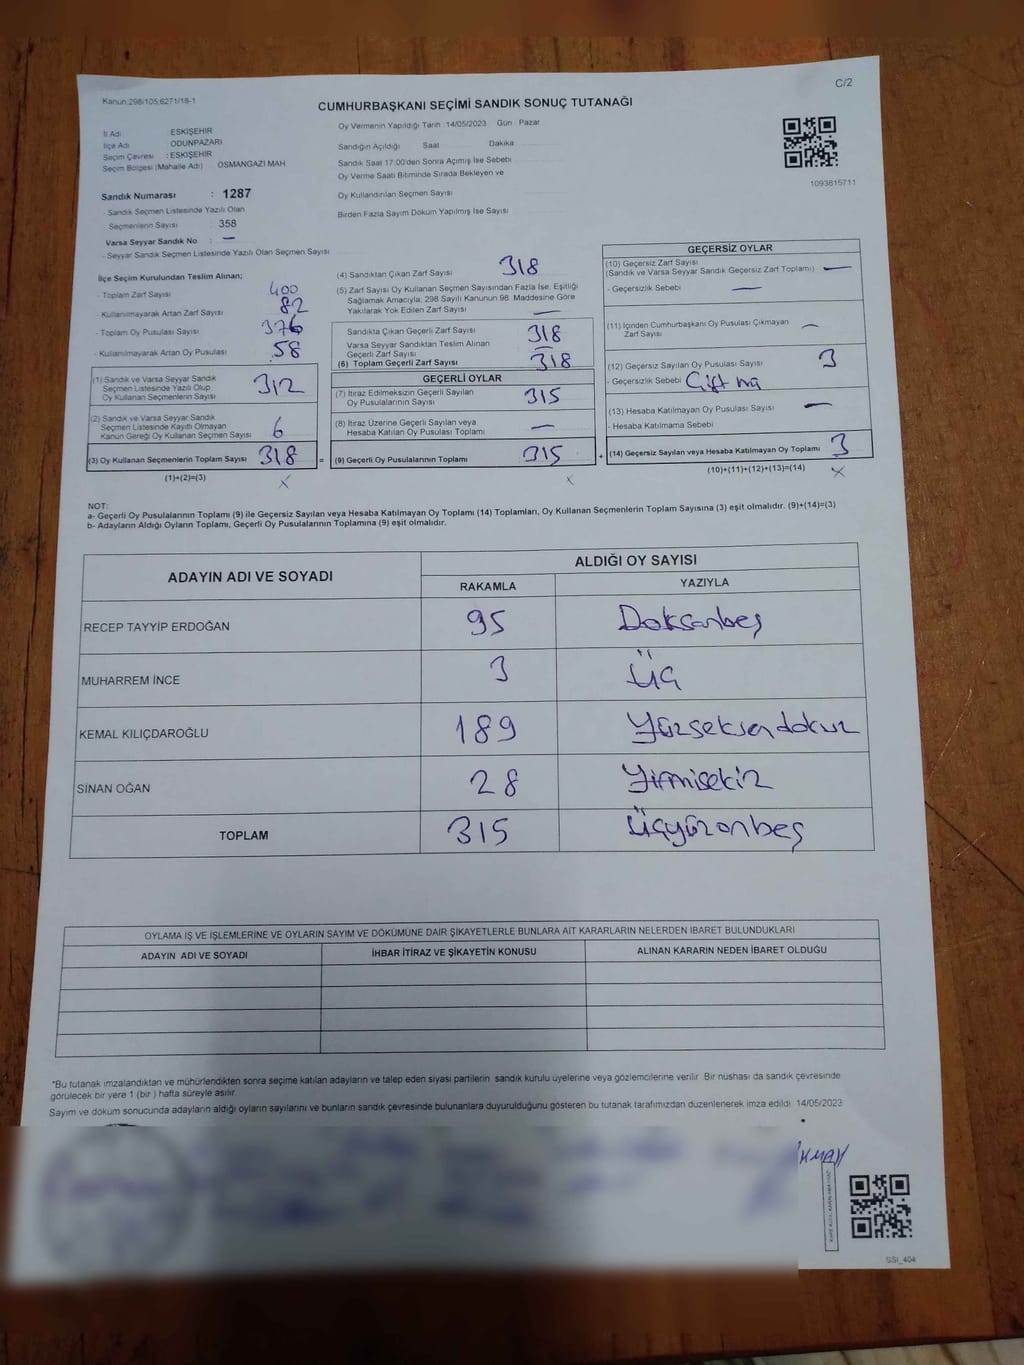 Kanun:298/105;6271/18-1
C/2
CUMHURBAŞKANI SEÇİMİ SANDIK SONUÇ TUTANAĞI
İl Adı ESKİŞEHİR
İlçe Adı ODUNPAZARI
Seçim Çevresi : ESKİŞEHİR
Seçim Bölgesi (Mahalle Adı) OSMANGAZİ MAH
Sandık Numarası : 1287
- Sandık Seçmen Listesinde Yazılı Olan
Seçmenlerin Sayısı : 358
Varsa Seyyar Sandık No : —
- Seyyar Sandık Seçmen Listesinde Yazılı Olan Seçmen Sayısı
Oy Vermenin Yapıldığı Tarih :14/05/2023 Gün : Pazar
Sandığın Açıldığı Saat Dakika
Sandık Saat 17:00'den Sonra Açımış İse Sebebi
Oy Verme Saati Bitiminde Sırada Bekleyen ve
Oy Kullandırılan Seçmen Sayısı
Birden Fazla Sayım Döküm Yapılmış İse Sayısı
1093815711
İlçe Seçim Kurulundan Teslim Alınan;
- Toplam Zarf Sayısı 400
- Kullanılmayarak Artan Zarf Sayısı 82
- Toplam Oy Pusulası Sayısı 376
- Kullanılmayarak Artan Oy Pusulası 58
(1) Sandık ve Varsa Seyyar Sandık
Seçmen Listesinde Yazılı Olup
Oy Kullanan Seçmenlerin Sayısı 312
(2) Sandık ve Varsa Seyyar Sandık
Seçmen Listesinde Kayıtlı Olmayan
Kanun Gereği Oy Kullanan Seçmen Sayısı 6
(3) Oy Kullanan Seçmenlerin Toplam Sayısı 318 =
(1)+(2)=(3) X
(4) Sandıktan Çıkan Zarf Sayısı 318
(5) Zarf Sayısı Oy Kullanan Seçmen Sayısından Fazla İse, Eşitliği
Sağlamak Amacıyla, 298 Sayılı Kanunun 98. Maddesine Göre
Yakılarak Yok Edilen Zarf Sayısı —
Sandıkta Çıkan Geçerli Zarf Sayısı 318
Varsa Seyyar Sandıktan Teslim Alınan
Geçerli Zarf Sayısı —
(6) Toplam Geçerli Zarf Sayısı 318
GEÇERLİ OYLAR
(7) İtiraz Edilmeksizin Geçerli Sayılan
Oy Pusulalarının Sayısı 315
(8) İtiraz Üzerine Geçerli Sayılan veya
Hesaba Katılan Oy Pusulası Toplamı —
(9) Geçerli Oy Pusulalarının Toplamı 315 +
X
GEÇERSİZ OYLAR
(10) Geçersiz Zarf Sayısı
(Sandık ve Varsa Seyyar Sandık Geçersiz Zarf Toplamı) —
- Geçersizlik Sebebi —
(11) İçinden Cumhurbaşkanı Oy Pusulası Çıkmayan
Zarf Sayısı —
(12) Geçersiz Sayılan Oy Pusulası Sayısı 3
- Geçersizlik Sebebi Çift
(13) Hesaba Katılmayan Oy Pusulası Sayısı —
- Hesaba Katılmama Sebebi
(14) Geçersiz Sayılan veya Hesaba Katılmayan Oy Toplamı 3
(10)+(11)+(12)+(13)=(14) X
NOT:
a- Geçerli Oy Pusulalarının Toplamı (9) ile Geçersiz Sayılan veya Hesaba Katılmayan Oy Toplamı (14) Toplamları, Oy Kullanan Seçmenlerin Toplam Sayısına (3) eşit olmalıdır. (9)+(14)=(3)
b- Adayların Aldığı Oyların Toplamı, Geçerli Oy Pusulalarının Toplamına (9) eşit olmalıdır.
ADAYIN ADI VE SOYADI ALDIĞI OY SAYISI
RAKAMLA YAZIYLA
RECEP TAYYİP ERDOĞAN 95 Doksanbeş
MUHARREM İNCE 3 Üç
KEMAL KILIÇDAROĞLU 189 Yüzseksendokuz
SİNAN OĞAN 28 Yirmisekiz
TOPLAM 315 Üçyüzonbeş
OYLAMA İŞ VE İŞLEMLERİNE VE OYLARIN SAYIM VE DÖKÜMÜNE DAİR ŞİKAYETLERLE BUNLARA AİT KARARLARIN NELERDEN İBARET BULUNDUKLARI
ADAYIN ADI VE SOYADI İHBAR İTİRAZ VE ŞİKAYETİN KONUSU ALINAN KARARIN NEDEN İBARET OLDUĞU
*Bu tutanak imzalandıktan ve mühürlendikten sonra seçime katılan adayların ve talep eden siyasi partilerin sandık kurulu üyelerine veya gözlemcilerine verilir. Bir nüshası da sandık çevresinde
görülecek bir yere 1 (bir) hafta süreyle asılır.
Sayım ve döküm sonucunda adayların aldığı oyların sayılarını ve bunların sandık çevresinde bulunanlara duyurulduğunu gösteren bu tutanak tarafımızdan düzenlenerek imza edildi. 14/05/2023
SSI_404